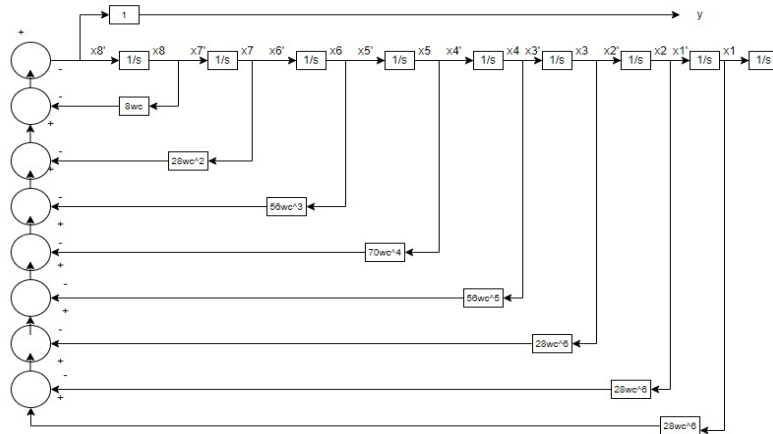 1
y
+
x8' 1/s x8 x7' 1/s x7 x6' 1/s x6 x5' 1/s x5 x4' 1/s x4 x3' 1/s x3 x2' 1/s x2 x1' 1/s x1 1/s
-
-
8wc
+
-
28wc^2
+
-
56wc^3
+
-
70wc^4
+
-
56wc^5
+
-
28wc^6
+
-
28wc^6
+
28wc^6